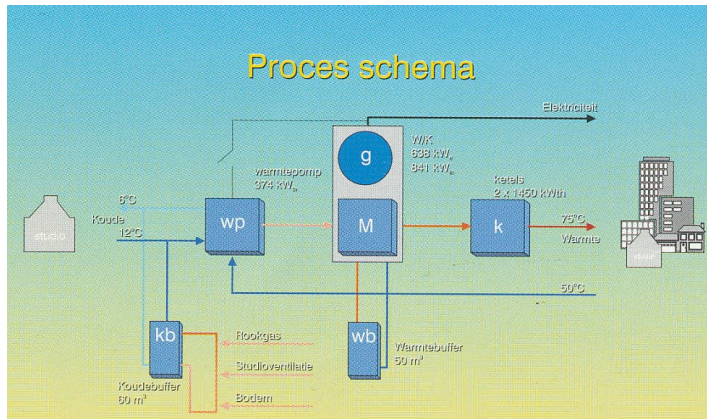 Proces schema
Elektriciteit
g
W/K
638 kWe
841 kWth
warmtepomp
374 kWth
ketels
2 x 1450 kWth
6°C
Koude
12°C
studio
wp
M
k
75°C
Warmte
studio
50°C
kb
Rookgas
wb
Warmtebuffer
50 m³
Studioventilatie
Koudebuffer
60 m³
Bodem